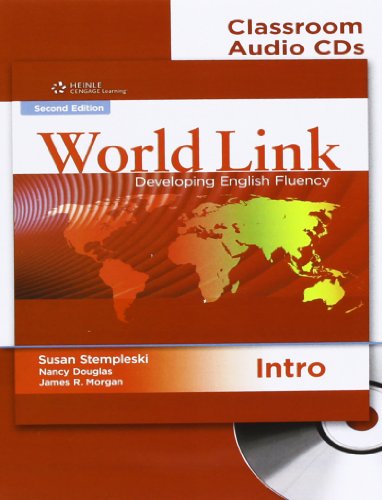 Classroom
Audio CDs
HEINLE
CENGAGE Learning
Second Edition
World Link
Developing English Fluency
Susan Stempleski
Nancy Douglas
James R. Morgan
Intro